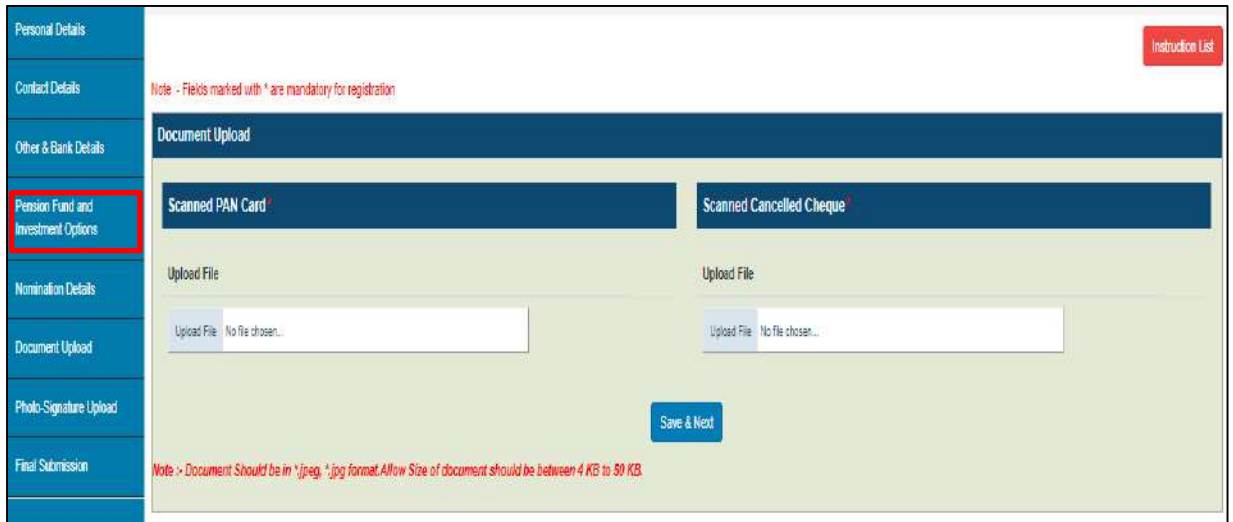 Personal Details
Contact Details
Other & Bank Details
Pension Fund and
Investment Options
Nomination Details
Document Upload
Photo-Signature Upload
Final Submission
Instruction List
Note - Fields marked with * are mandatory for registration
Document Upload
Scanned PAN Card*
Upload File
Upload File No file chosen...
Scanned Cancelled Cheque*
Upload File
Upload File No file chosen...
Save & Next
Note :- Document Should be in *.jpeg, *.jpg format.Allow Size of document should be between 4 KB to 50 KB.